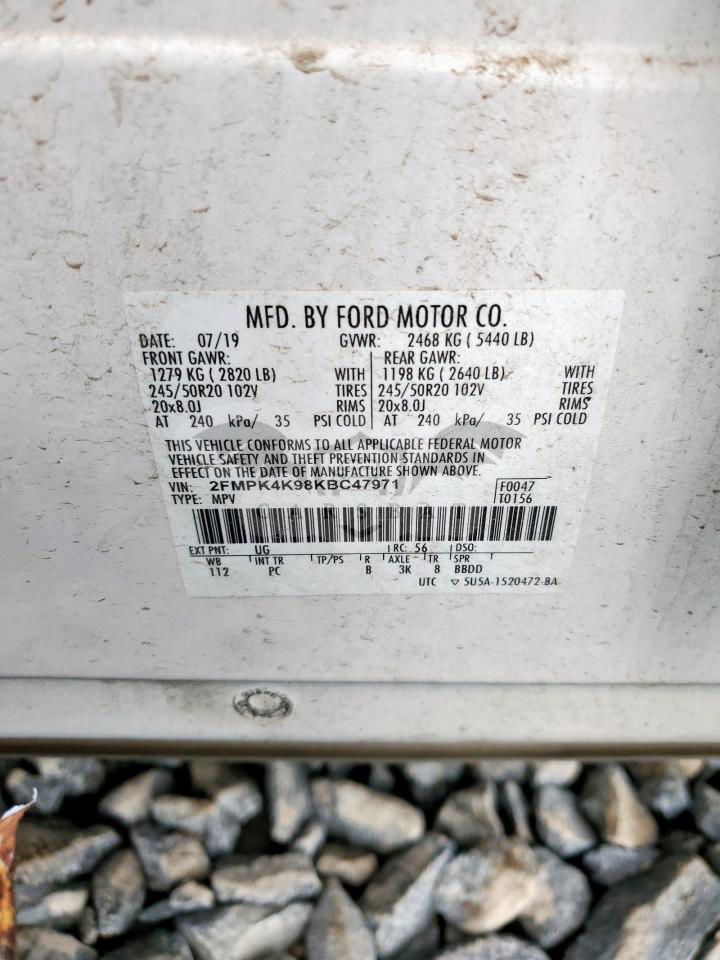 MFD. BY FORD MOTOR CO.
DATE: 07/19 GVWR: 2468 KG ( 5440 LB)
FRONT GAWR: REAR GAWR:
1279 KG ( 2820 LB) WITH 1198 KG ( 2640 LB) WITH
245/50R20 102V TIRES 245/50R20 102V TIRES
20x8.0J RIMS 20x8.0J RIMS
AT 240 kPa/ 35 PSI COLD AT 240 kPa/ 35 PSI COLD
THIS VEHICLE CONFORMS TO ALL APPLICABLE FEDERAL MOTOR
VEHICLE SAFETY AND THEFT PREVENTION STANDARDS IN
EFFECT ON THE DATE OF MANUFACTURE SHOWN ABOVE.
VIN: 2FMPK4K98KBC47971 F0047
TYPE: MPV T0156
EXT PNT: UG RC: 56 DSO:
WB INT TR TP/PS R AXLE TR SPR
112 PC B 3K 8 BBDD
UTC ▽ 5U5A-1520472-BA